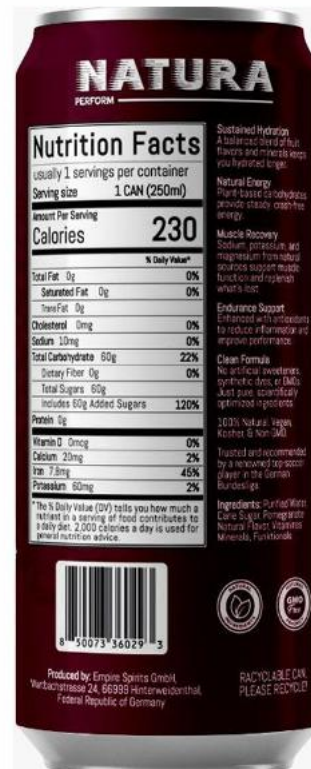 NATURA
PERFORM
Nutrition Facts
usually 1 servings per container
Serving size 1 CAN (250ml)
Amount Per Serving
Calories 230
% Daily Value*
Total Fat 0g 0%
Saturated Fat 0g 0%
Trans Fat 0g
Cholesterol 0mg 0%
Sodium 10mg 0%
Total Carbohydrate 60g 22%
Dietary Fiber 0g 0%
Total Sugars 60g
Includes 60g Added Sugars 120%
Protein 0g
Vitamin D 0mcg 0%
Calcium 20mg 2%
Iron 7.8mg 45%
Potassium 60mg 2%
*The % Daily Value (DV) tells you how much a
nutrient in a serving of food contributes to
a daily diet. 2,000 calories a day is used for
general nutrition advice.
8 50073 36029 3
Produced by: Empire Spirits GmbH,
24, 66999 Hinterweidenthal,
Federal Republic of Germany
Sustained Hydration
A balanced blend of fruit
flavors and minerals keeps
you hydrated longer.
Natural Energy
Plant-based carbohydrates
provide steady, crash-free
energy.
Muscle Recovery
Sodium, potassium, and
magnesium from natural
sources support muscle
function and replenish
what's lost.
Endurance Support
Enhanced with antioxidants
to reduce inflammation and
improve performance.
Clean Formula
No artificial sweeteners,
synthetic dyes, or GMOs.
Just pure, scientifically
optimized ingredients
100% Natural, Vegan,
Kosher, & Non GMO
Trusted and recommended
by a renowned top-soccer
player in the German
Bundesliga.
Ingredients: Purified Water,
Cane Sugar, Pomegranate
Natural Flavor, Vitamines
Minerals, Funktionals
NATURAL
GMO
Free
RACYCLABLE CAN,
PLEASE RECYCLE!